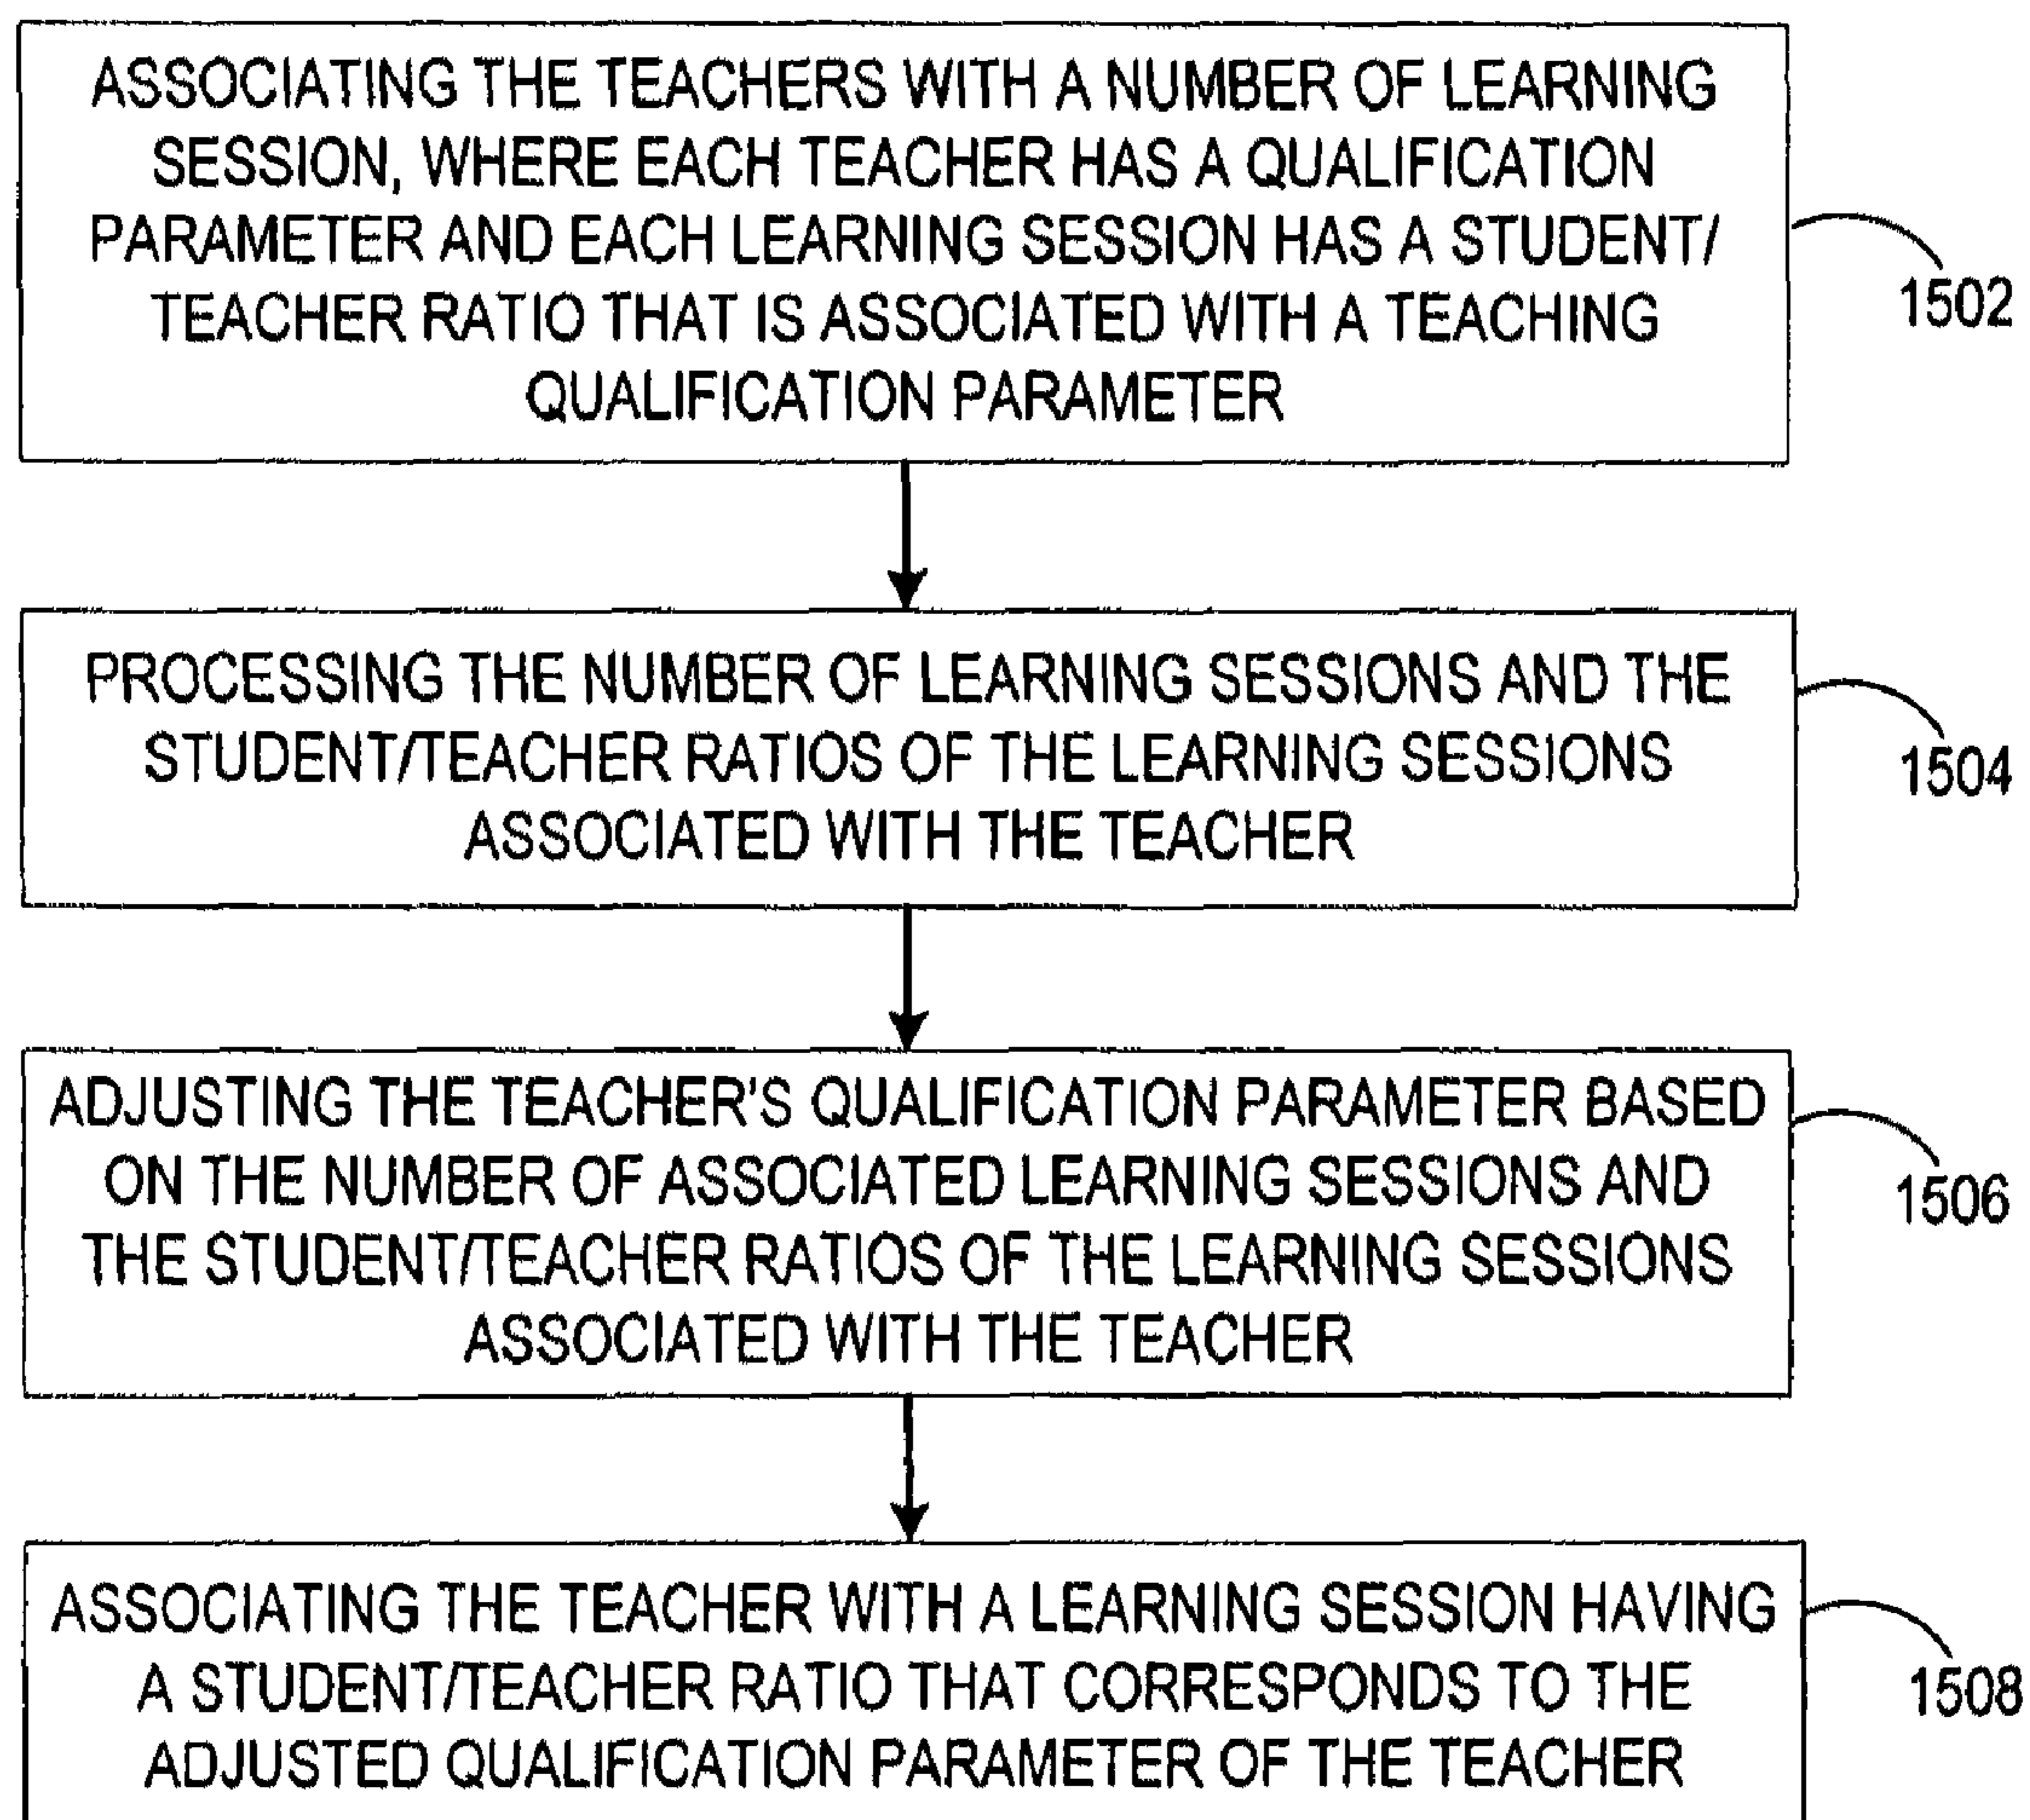 ASSOCIATING THE TEACHERS WITH A NUMBER OF LEARNING
SESSION, WHERE EACH TEACHER HAS A QUALIFICATION
PARAMETER AND EACH LEARNING SESSION HAS A STUDENT/
TEACHER RATIO THAT IS ASSOCIATED WITH A TEACHING
QUALIFICATION PARAMETER
1502
PROCESSING THE NUMBER OF LEARNING SESSIONS AND THE
STUDENT/TEACHER RATIOS OF THE LEARNING SESSIONS
ASSOCIATED WITH THE TEACHER
1504
ADJUSTING THE TEACHER'S QUALIFICATION PARAMETER BASED
ON THE NUMBER OF ASSOCIATED LEARNING SESSIONS AND
THE STUDENT/TEACHER RATIOS OF THE LEARNING SESSIONS
ASSOCIATED WITH THE TEACHER
1506
ASSOCIATING THE TEACHER WITH A LEARNING SESSION HAVING
A STUDENT/TEACHER RATIO THAT CORRESPONDS TO THE
ADJUSTED QUALIFICATION PARAMETER OF THE TEACHER
1508